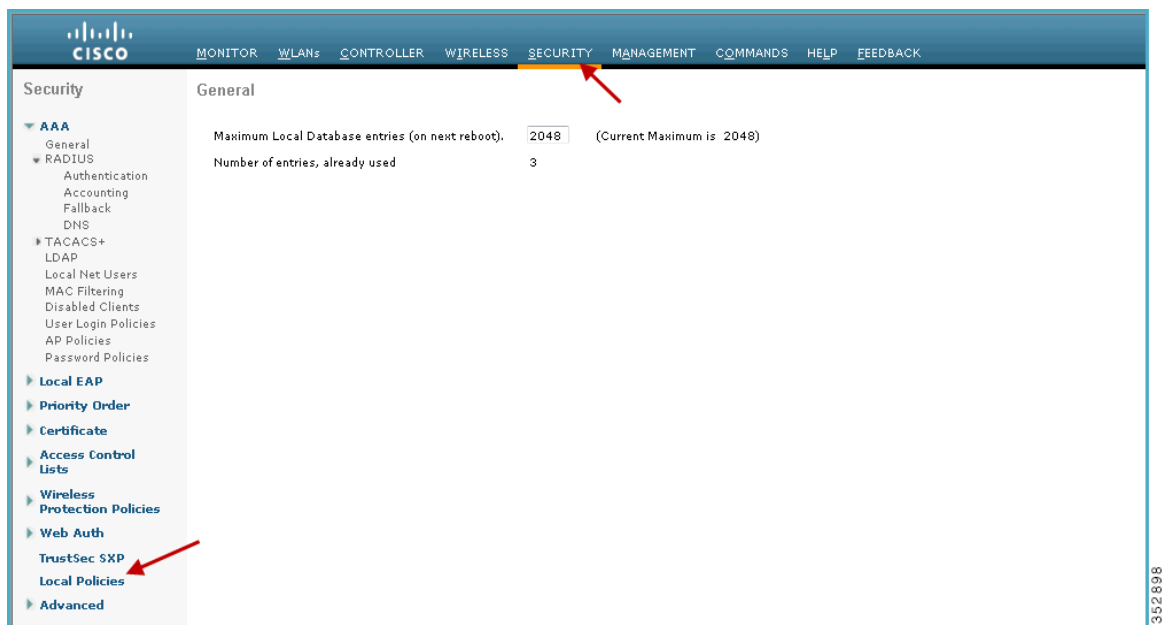 CISCO
MONITOR WLANs CONTROLLER WIRELESS SECURITY MANAGEMENT COMMANDS HELP FEEDBACK
Security
AAA
General
RADIUS
Authentication
Accounting
Fallback
DNS
TACACS+
LDAP
Local Net Users
MAC Filtering
Disabled Clients
User Login Policies
AP Policies
Password Policies
Local EAP
Priority Order
Certificate
Access Control
Lists
Wireless
Protection Policies
Web Auth
TrustSec SXP
Local Policies
Advanced
General
Maximum Local Database entries (on next reboot). 2048 (Current Maximum is 2048)
Number of entries, already used 3
352898